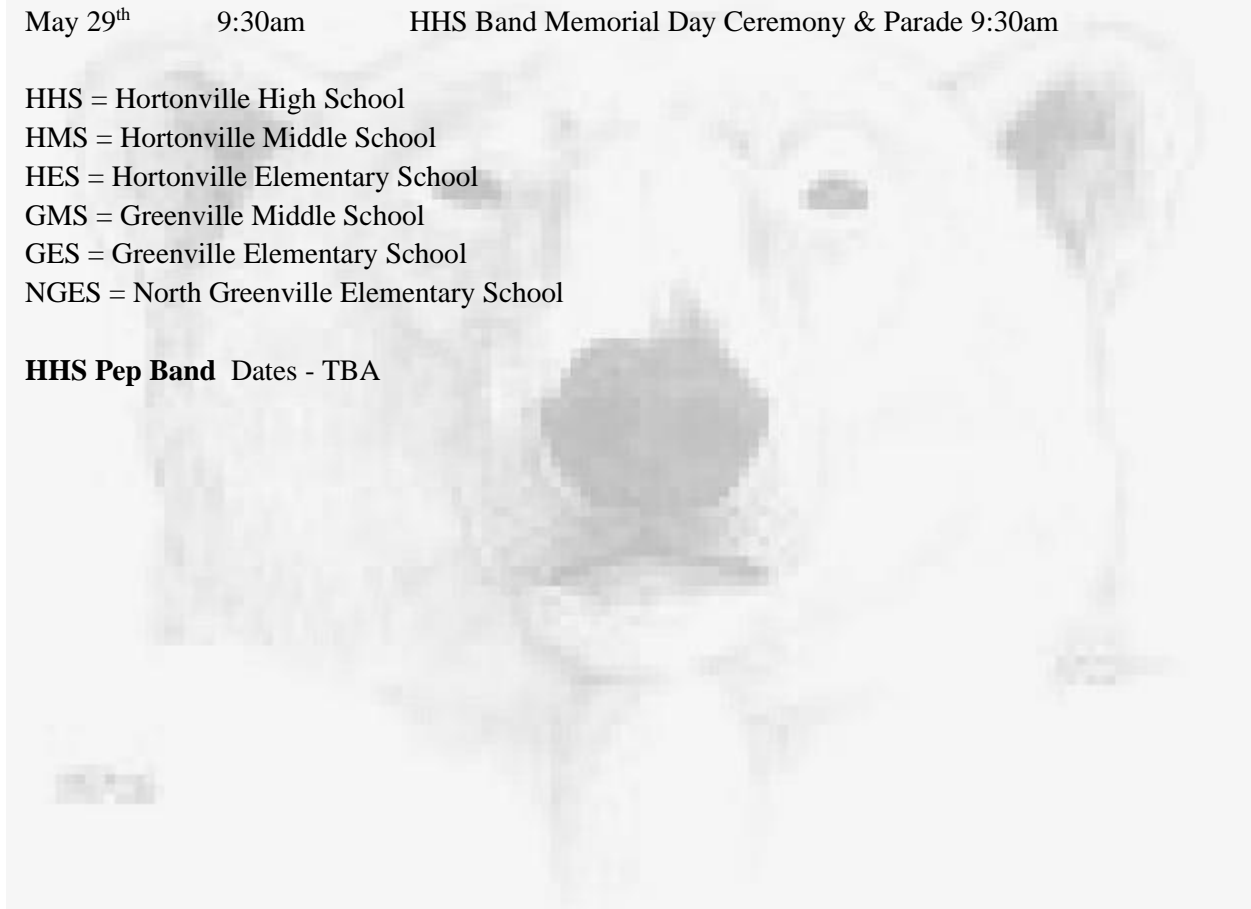 May 29th 9:30am HHS Band Memorial Day Ceremony & Parade 9:30am
HHS = Hortonville High School
HMS = Hortonville Middle School
HES = Hortonville Elementary School
GMS = Greenville Middle School
GES = Greenville Elementary School
NGES = North Greenville Elementary School
HHS Pep Band Dates - TBA